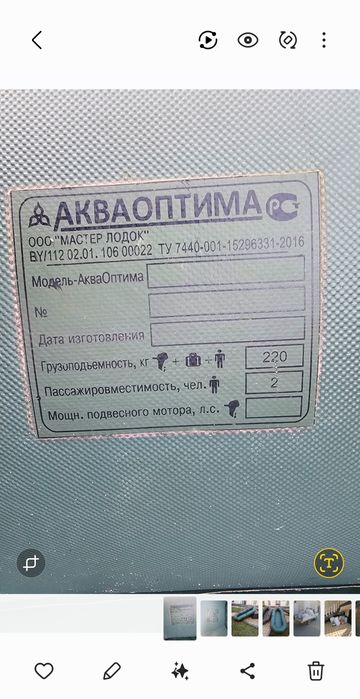 АКВАОПТИМА РСТ
ООО "МАСТЕР ЛОДОК"
BY/112 02.01. 106 00022 ТУ 7440-001-15296331-2016
Модель-АкваОптима
№
Дата изготовления
Грузоподъемность, кг + + 220
Пассажировместимость, чел. 2
Мощн. подвесного мотора, л.с.
T